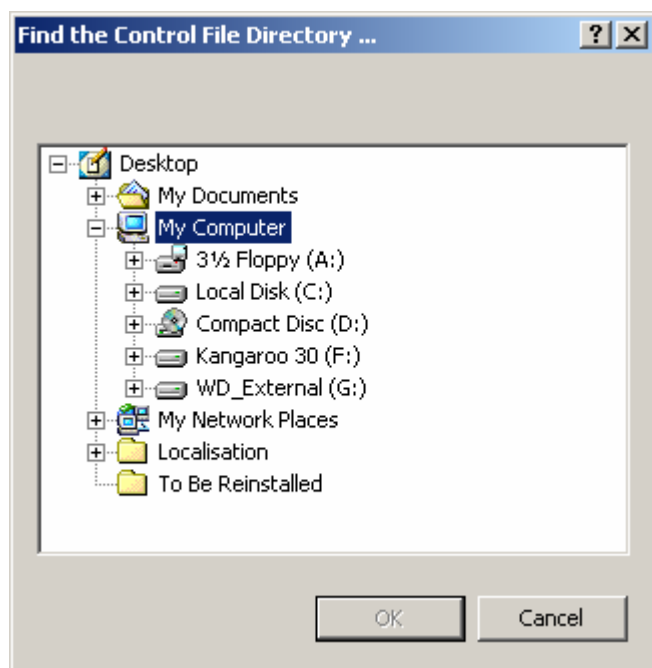 Find the Control File Directory ...
Desktop
My Documents
My Computer
3½ Floppy (A:)
Local Disk (C:)
Compact Disc (D:)
Kangaroo 30 (F:)
WD_External (G:)
My Network Places
Localisation
To Be Reinstalled
OK
Cancel